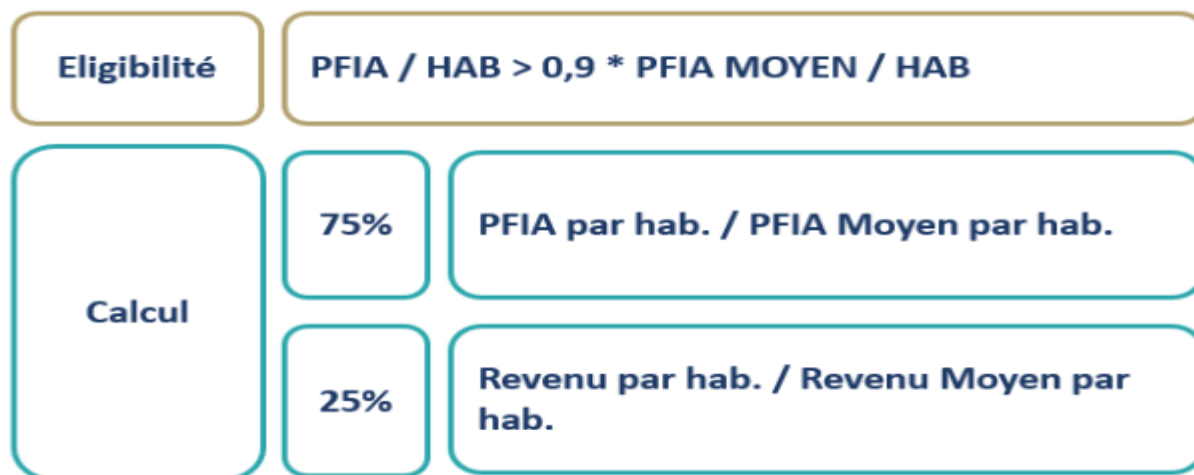 Eligibilité
PFIA / HAB > 0,9 * PFIA MOYEN / HAB
Calcul
75%
PFIA par hab. / PFIA Moyen par hab.
25%
Revenu par hab. / Revenu Moyen par
hab.